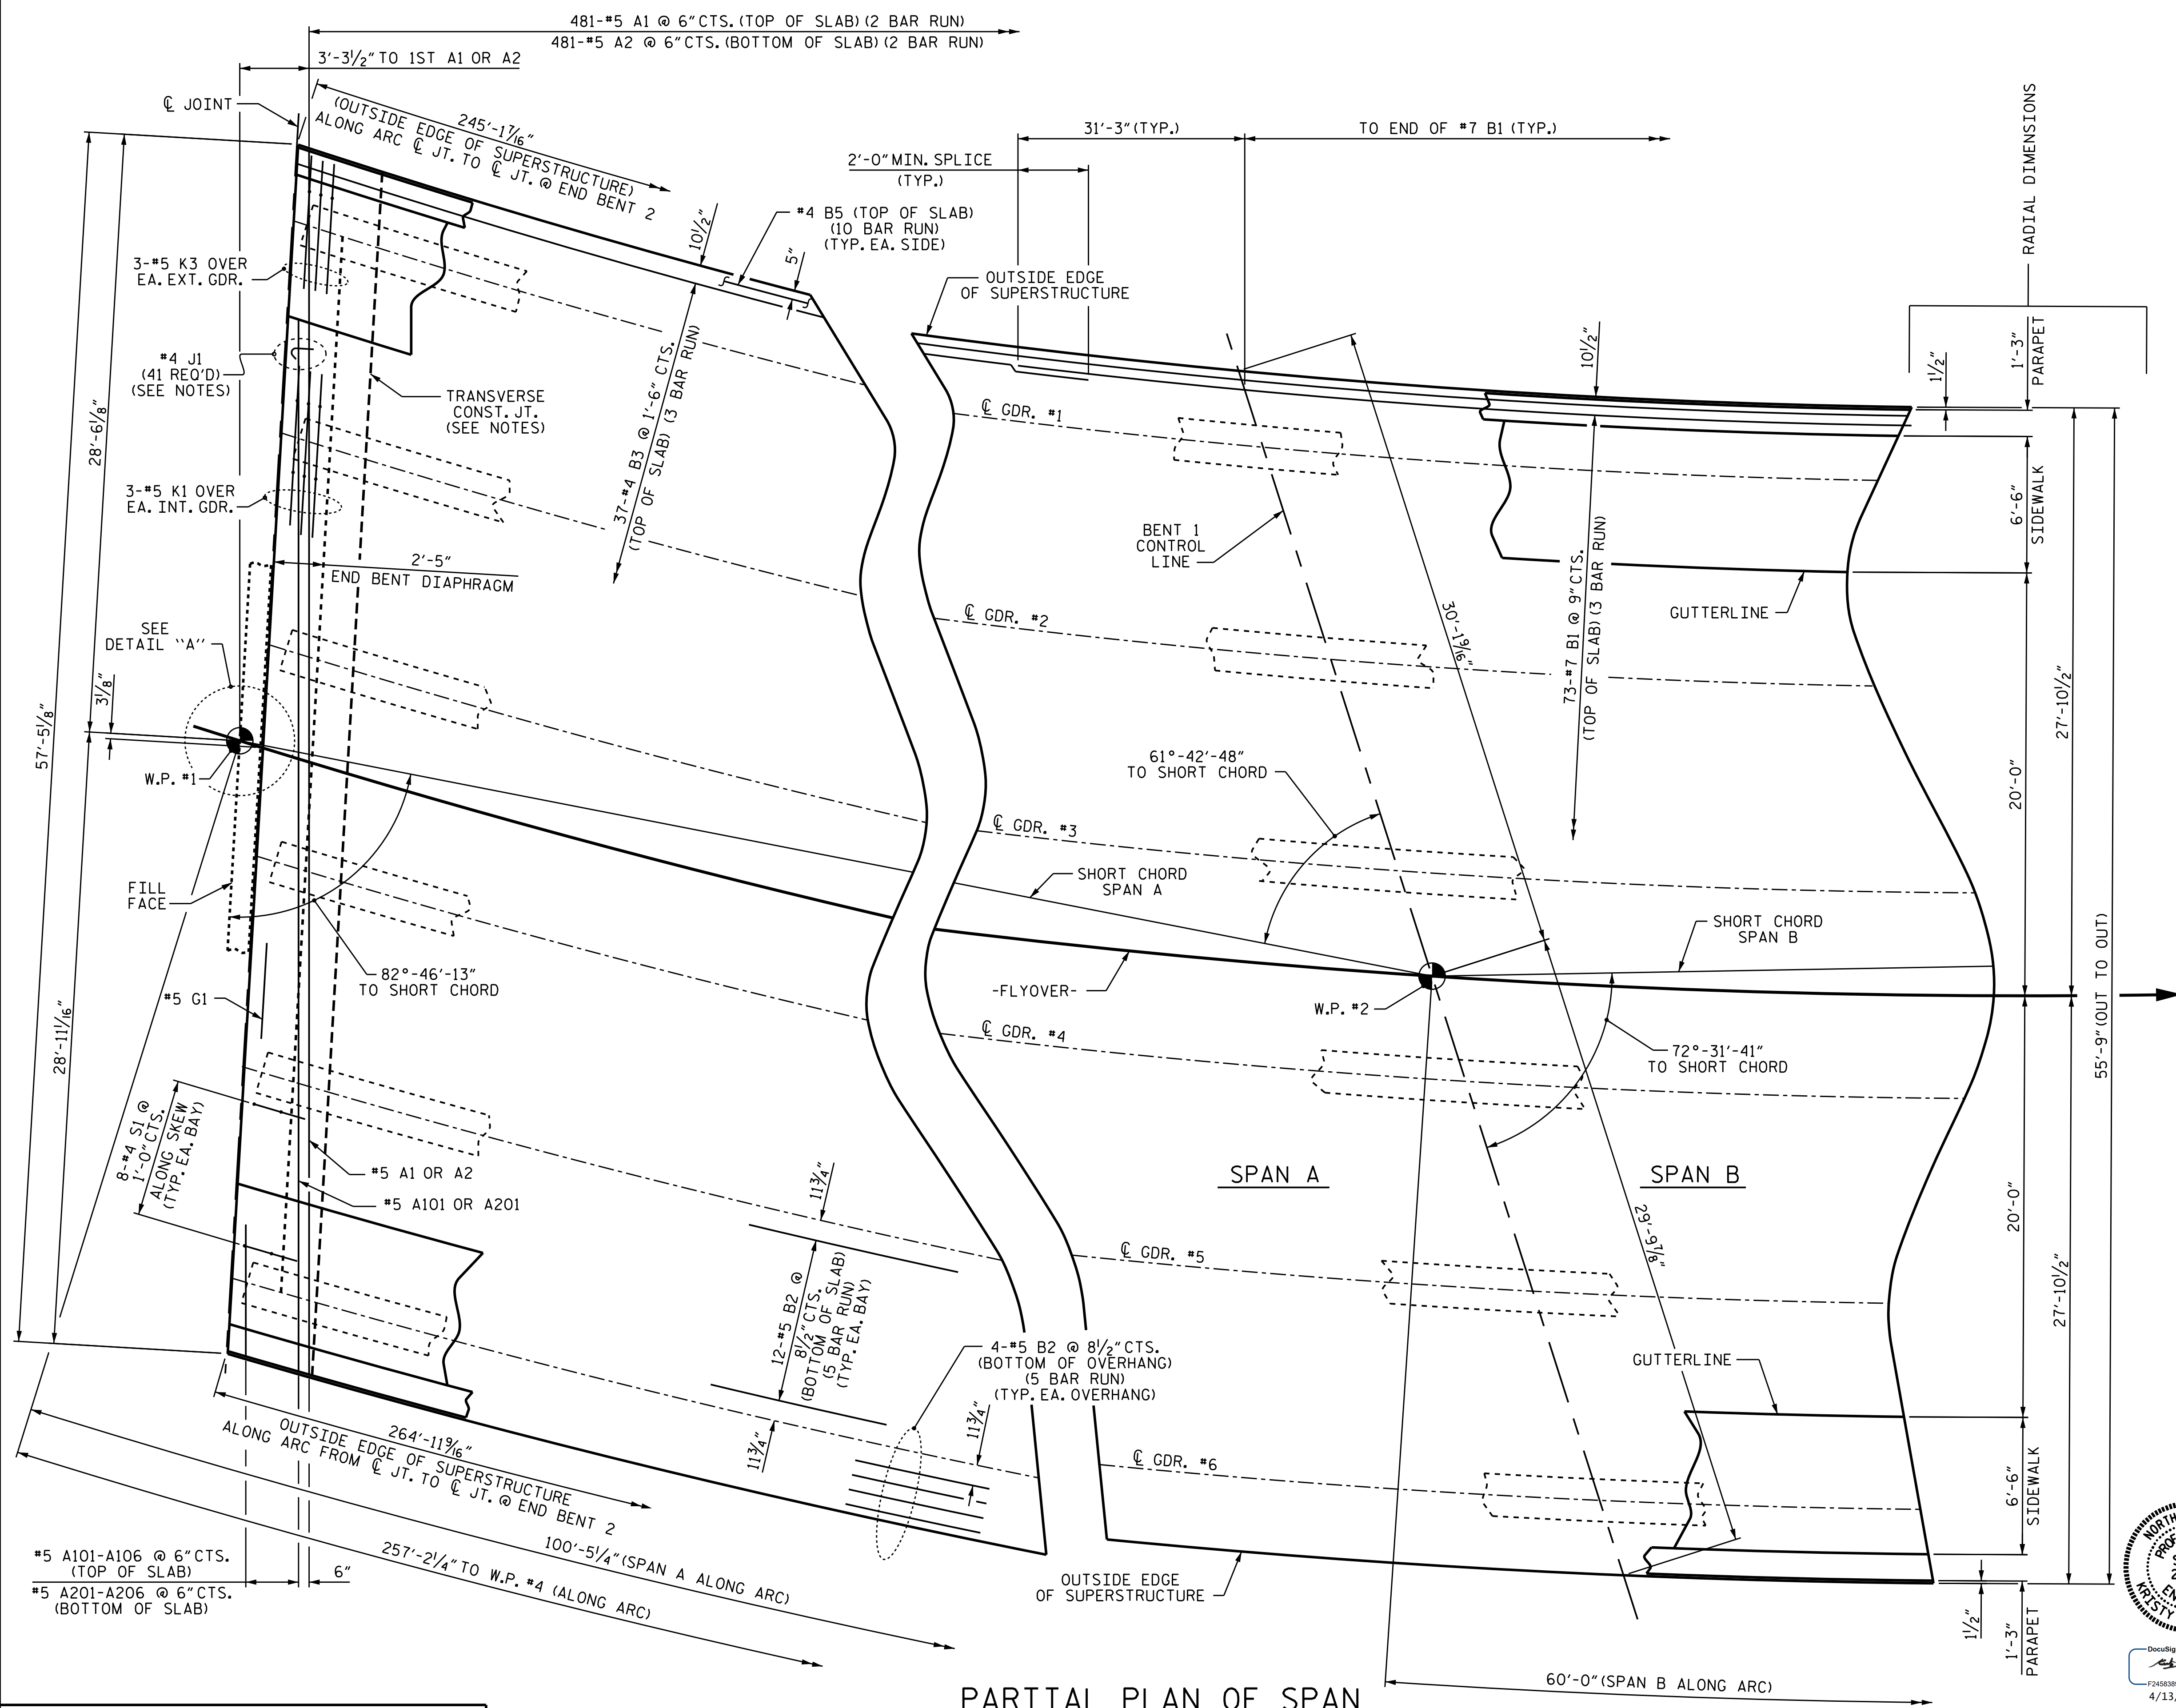 481-#5 A1 @ 6" CTS. (TOP OF SLAB) (2 BAR RUN)
481-#5 A2 @ 6" CTS. (BOTTOM OF SLAB) (2 BAR RUN)
3'-3½" TO 1ST A1 OR A2
℄ JOINT
245'-1 7/16"
(OUTSIDE EDGE OF SUPERSTRUCTURE)
ALONG ARC ℄ JT. TO ℄ JT. @ END BENT 2
31'-3" (TYP.)
TO END OF #7 B1 (TYP.)
2'-0" MIN. SPLICE
(TYP.)
#4 B5 (TOP OF SLAB)
(10 BAR RUN)
(TYP. EA. SIDE)
10½"
5"
OUTSIDE EDGE
OF SUPERSTRUCTURE
RADIAL DIMENSIONS
3-#5 K3 OVER
EA. EXT. GDR.
#4 J1
(41 REQ'D)
(SEE NOTES)
TRANSVERSE
CONST. JT.
(SEE NOTES)
37-#4 B3 @ 1'-6" CTS.
(TOP OF SLAB) (3 BAR RUN)
10½"
1½"
1'-3"
PARAPET
28'-6⅛"
3-#5 K1 OVER
EA. INT. GDR.
2'-5"
END BENT DIAPHRAGM
℄ GDR. #1
BENT 1
CONTROL
LINE
6'-6"
SIDEWALK
GUTTERLINE
SEE
DETAIL "A"
℄ GDR. #2
30'-1 9/16"
73-#7 B1 @ 9" CTS.
(TOP OF SLAB) (3 BAR RUN)
57'-5⅛"
3⅛"
W.P. #1
61°-42'-48"
TO SHORT CHORD
20'-0"
27'-10½"
℄ GDR. #3
FILL
FACE
SHORT CHORD
SPAN A
SHORT CHORD
SPAN B
82°-46'-13"
TO SHORT CHORD
#5 G1
-FLYOVER-
W.P. #2
℄ GDR. #4
72°-31'-41"
TO SHORT CHORD
55'-9" (OUT TO OUT)
28'-11 1/16"
8-#4 S1 @
1'-0" CTS.
ALONG SKEW
(TYP. EA. BAY)
#5 A1 OR A2
#5 A101 OR A201
SPAN A
SPAN B
11¾"
12-#5 B2 @
8½" CTS.
(BOTTOM OF SLAB)
(5 BAR RUN)
(TYP. EA. BAY)
11¾"
℄ GDR. #5
29'-6⅞"
20'-0"
27'-10½"
4-#5 B2 @ 8½" CTS.
(BOTTOM OF OVERHANG)
(5 BAR RUN)
(TYP. EA. OVERHANG)
11¾"
GUTTERLINE
℄ GDR. #6
264'-11 9/16"
OUTSIDE EDGE OF SUPERSTRUCTURE
ALONG ARC FROM ℄ JT. TO ℄ JT. @ END BENT 2
6'-6"
SIDEWALK
#5 A101-A106 @ 6" CTS.
(TOP OF SLAB)
#5 A201-A206 @ 6" CTS.
(BOTTOM OF SLAB)
6"
100'-5¼" (SPAN A ALONG ARC)
257'-2¼" TO W.P. #4 (ALONG ARC)
OUTSIDE EDGE
OF SUPERSTRUCTURE
1½"
1'-3"
PARAPET
60'-0" (SPAN B ALONG ARC)
PARTIAL PLAN OF SPAN
NORTH
KRISTY
DocuSig
F245838
4/13